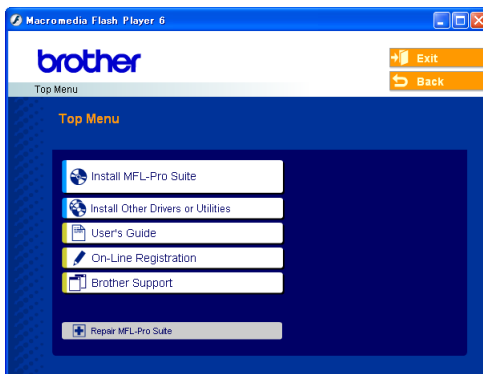 Macromedia Flash Player 6
brother
Exit
Back
Top Menu
Top Menu
Install MFL-Pro Suite
Install Other Drivers or Utilities
User's Guide
On-Line Registration
Brother Support
Repair MFL-Pro Suite